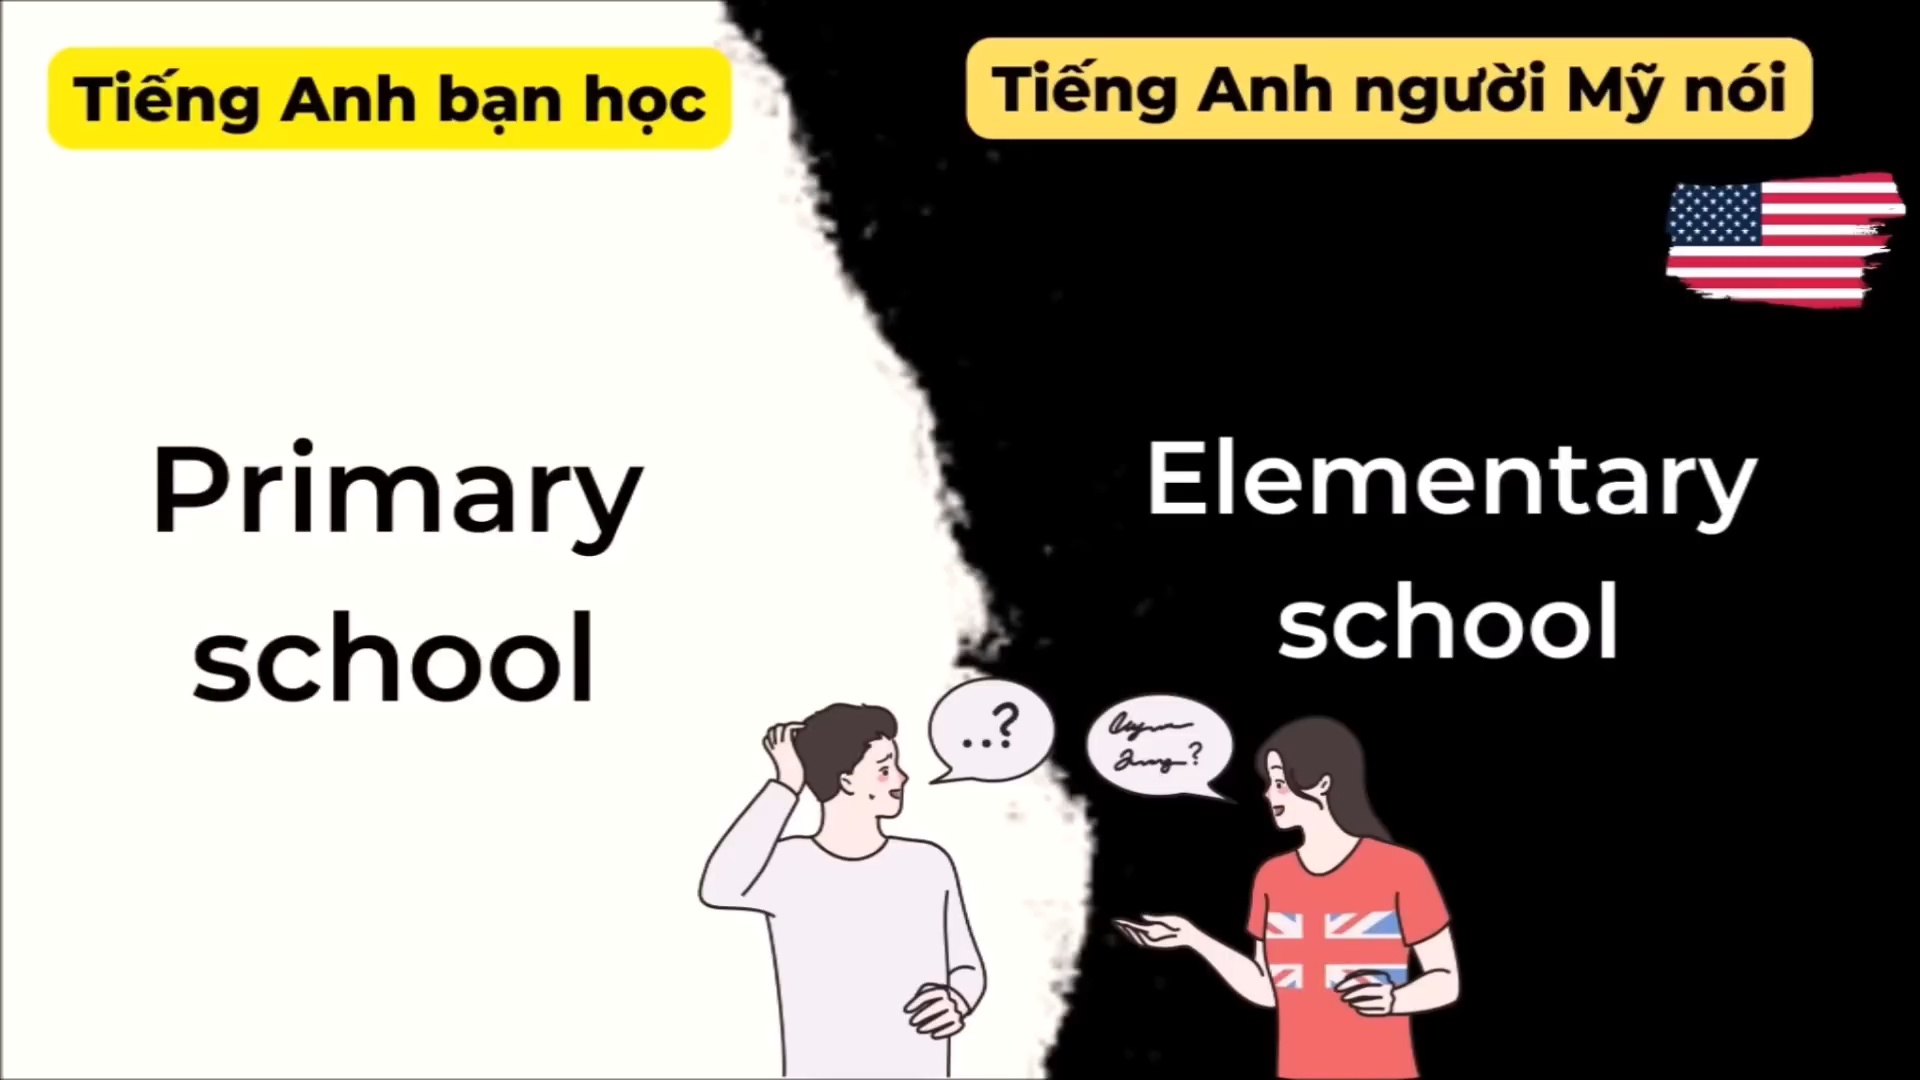 Tiếng Anh bạn học
Tiếng Anh người Mỹ nói
Primary
school
Elementary
school
..?